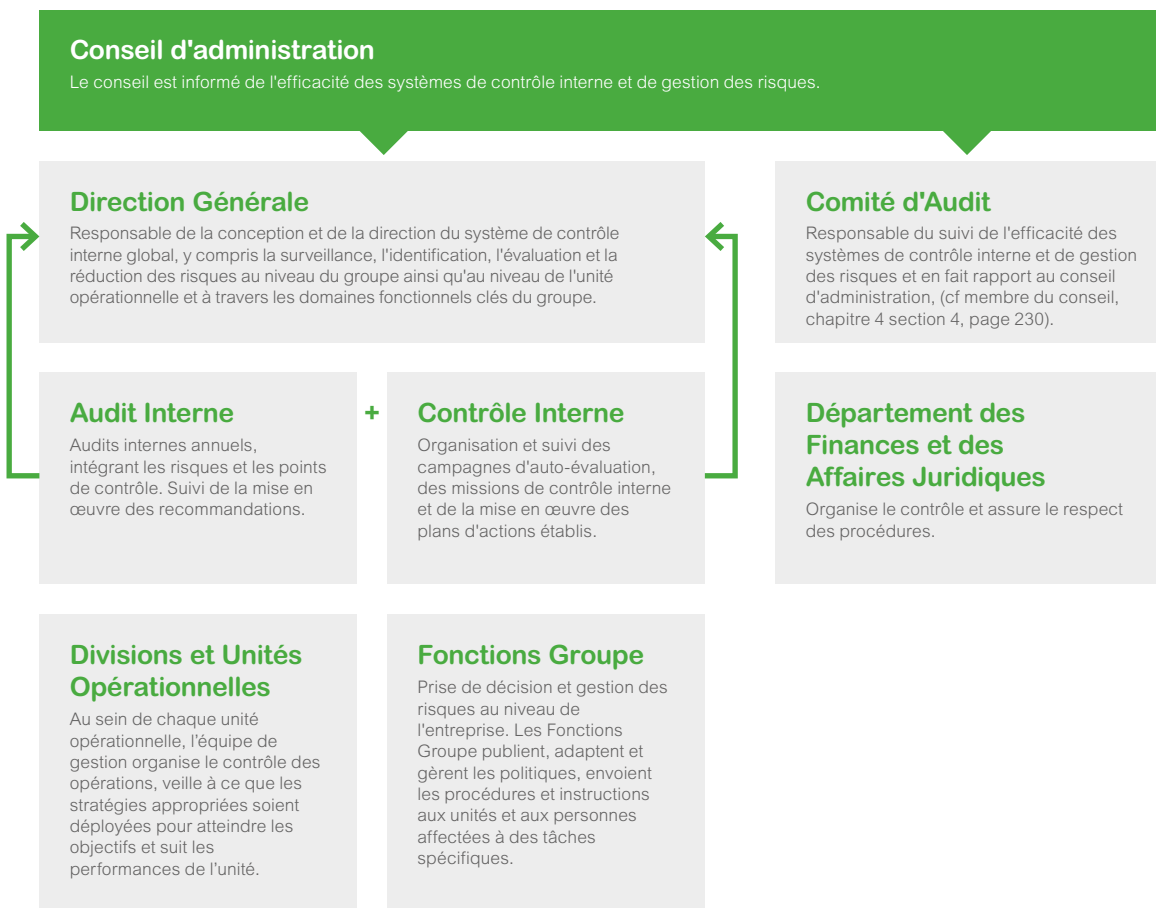 Conseil d'administration
Le conseil est informé de l'efficacité des systèmes de contrôle interne et de gestion des risques.
Direction Générale
Responsable de la conception et de la direction du système de contrôle
interne global, y compris la surveillance, l'identification, l'évaluation et la
réduction des risques au niveau du groupe ainsi qu'au niveau de l'unité
opérationnelle et à travers les domaines fonctionnels clés du groupe.
Comité d'Audit
Responsable du suivi de l'efficacité des
systèmes de contrôle interne et de gestion
des risques et en fait rapport au conseil
d'administration, (cf membre du conseil,
chapitre 4 section 4, page 230).
Audit Interne
Audits internes annuels,
intégrant les risques et les points
de contrôle. Suivi de la mise en
œuvre des recommandations.
+
Contrôle Interne
Organisation et suivi des
campagnes d'auto-évaluation,
des missions de contrôle interne
et de la mise en œuvre des
plans d'actions établis.
Département des
Finances et des
Affaires Juridiques
Organise le contrôle et assure le respect
des procédures.
Divisions et Unités
Opérationnelles
Au sein de chaque unité
opérationnelle, l’équipe de
gestion organise le contrôle des
opérations, veille à ce que les
stratégies appropriées soient
déployées pour atteindre les
objectifs et suit les
performances de l’unité.
Fonctions Groupe
Prise de décision et gestion des
risques au niveau de
l'entreprise. Les Fonctions
Groupe publient, adaptent et
gèrent les politiques, envoient
les procédures et instructions
aux unités et aux personnes
affectées à des tâches
spécifiques.